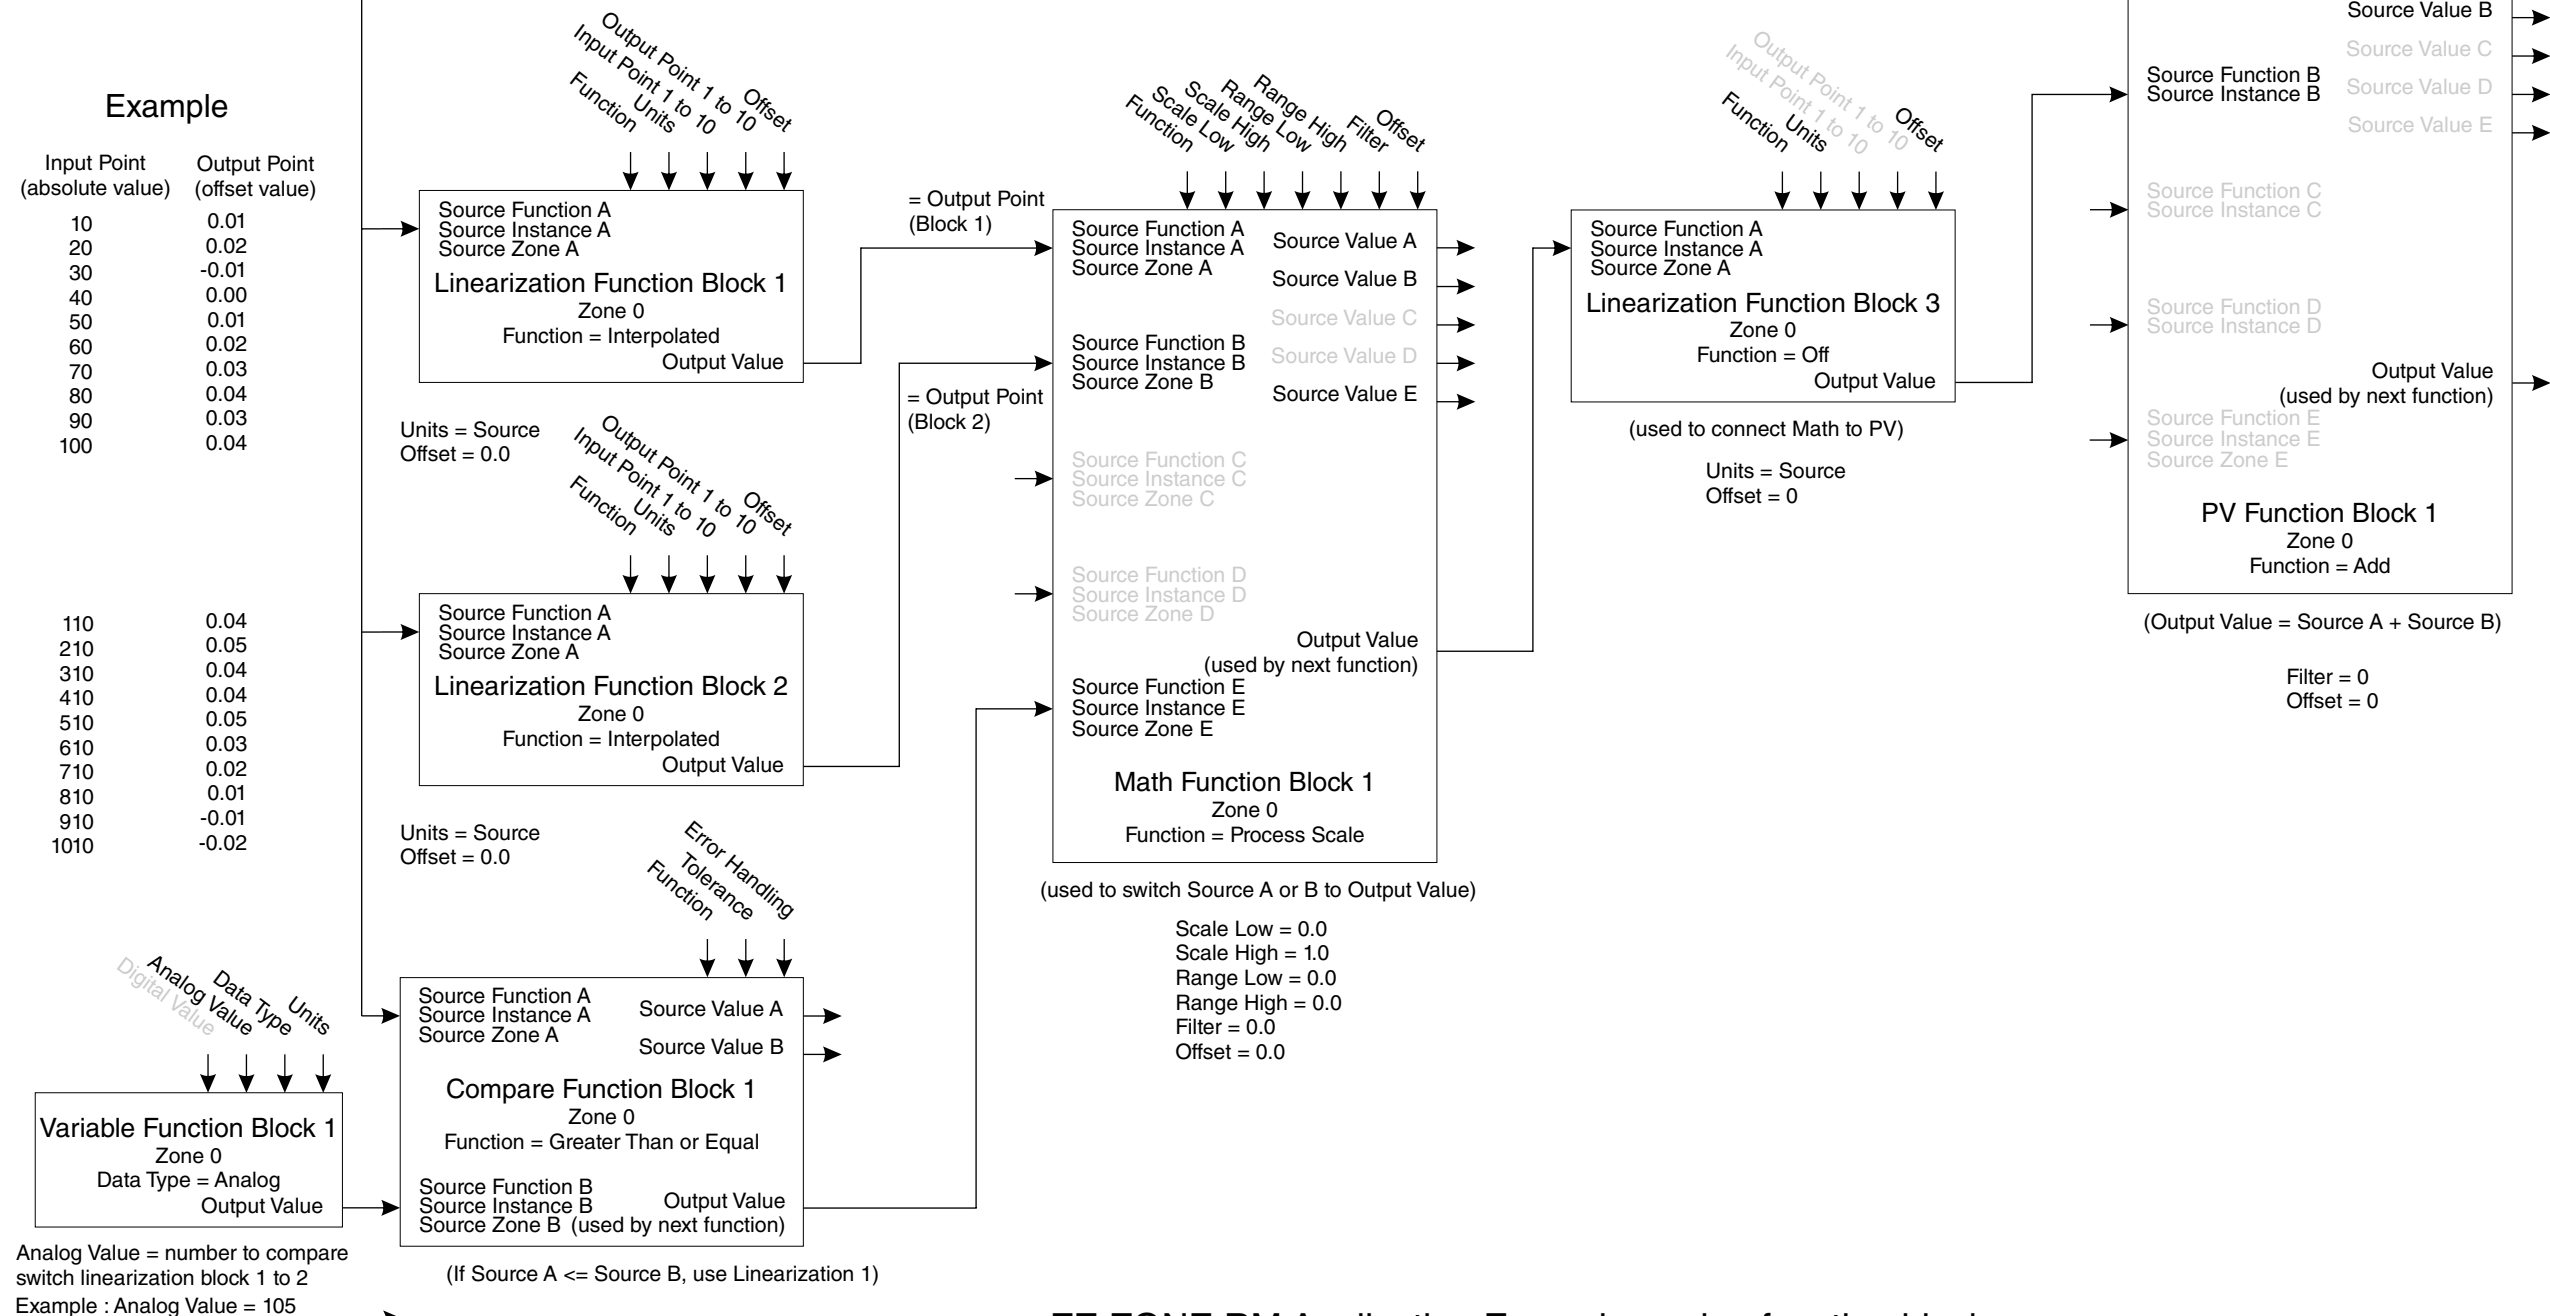 Example
Input Point
(absolute value)
Output Point
(offset value)
10 0.01
20 0.02
30 -0.01
40 0.00
50 0.01
60 0.02
70 0.03
80 0.04
90 0.03
100 0.04
110 0.04
210 0.05
310 0.04
410 0.04
510 0.05
610 0.03
710 0.02
810 0.01
910 -0.01
1010 -0.02
Function
Units
Input Point 1 to 10
Output Point 1 to 10
Offset
Source Function A
Source Instance A
Source Zone A
Linearization Function Block 1
Zone 0
Function = Interpolated
Output Value
Units = Source
Offset = 0.0
Function
Units
Input Point 1 to 10
Output Point 1 to 10
Offset
Source Function A
Source Instance A
Source Zone A
Linearization Function Block 2
Zone 0
Function = Interpolated
Output Value
Units = Source
Offset = 0.0
Digital Value
Analog Value
Data Type
Units
Variable Function Block 1
Zone 0
Data Type = Analog
Output Value
Analog Value = number to compare
switch linearization block 1 to 2
Example : Analog Value = 105
Function
Tolerance
Error Handling
Source Function A
Source Instance A
Source Zone A
Source Value A
Source Value B
Compare Function Block 1
Zone 0
Function = Greater Than or Equal
Source Function B
Source Instance B
Source Zone B
Output Value
(used by next function)
(If Source A <= Source B, use Linearization 1)
= Output Point
(Block 1)
= Output Point
(Block 2)
Function
Scale Low
Scale High
Range Low
Range High
Filter
Offset
Source Function A
Source Instance A
Source Zone A
Source Value A
Source Value B
Source Value C
Source Value D
Source Value E
Source Function B
Source Instance B
Source Zone B
Source Function C
Source Instance C
Source Zone C
Source Function D
Source Instance D
Source Zone D
Output Value
(used by next function)
Source Function E
Source Instance E
Source Zone E
Math Function Block 1
Zone 0
Function = Process Scale
(used to switch Source A or B to Output Value)
Scale Low = 0.0
Scale High = 1.0
Range Low = 0.0
Range High = 0.0
Filter = 0.0
Offset = 0.0
Function
Units
Input Point 1 to 10
Output Point 1 to 10
Offset
Source Function A
Source Instance A
Source Zone A
Linearization Function Block 3
Zone 0
Function = Off
Output Value
(used to connect Math to PV)
Units = Source
Offset = 0
Source Value B
Source Value C
Source Value D
Source Value E
Source Function B
Source Instance B
Source Function C
Source Instance C
Source Function D
Source Instance D
Output Value
(used by next function)
Source Function E
Source Instance E
Source Zone E
PV Function Block 1
Zone 0
Function = Add
(Output Value = Source A + Source B)
Filter = 0
Offset = 0